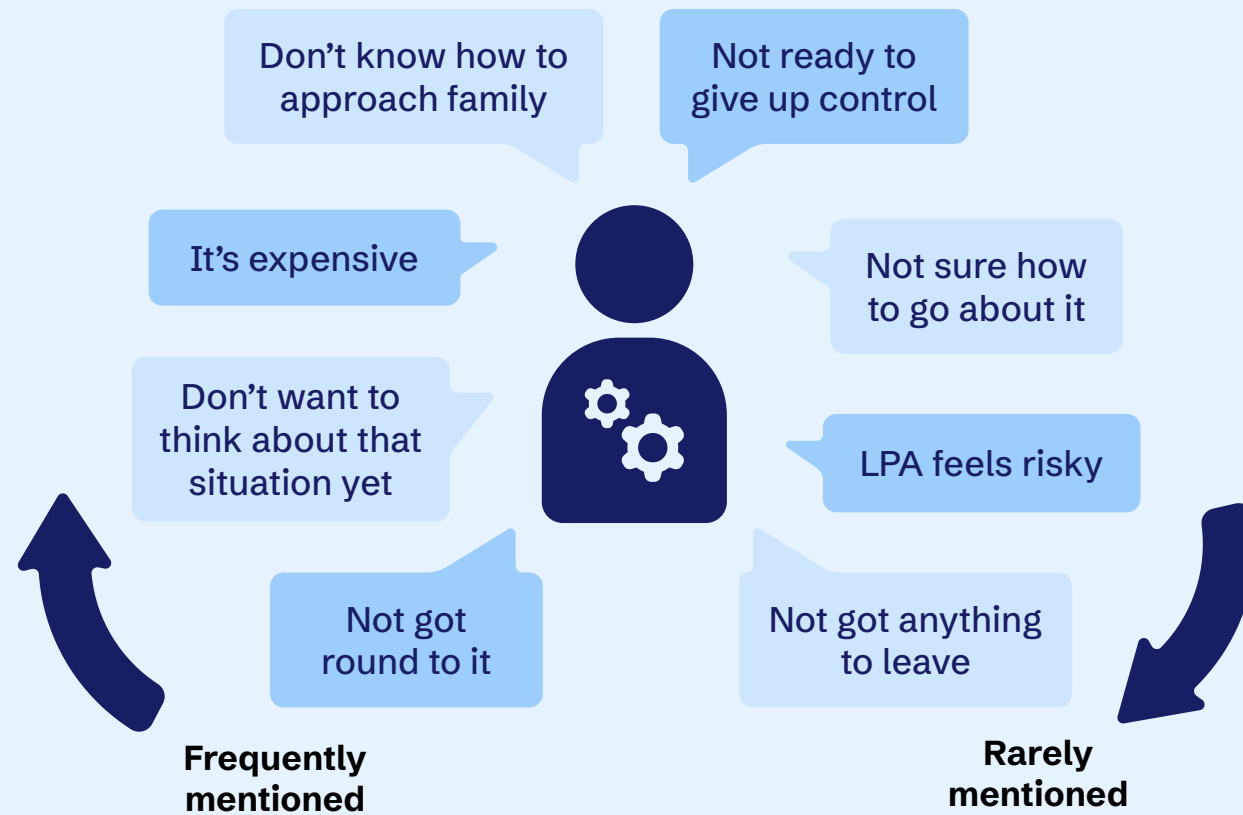 Don’t know how to
approach family
Not ready to
give up control
It’s expensive
Not sure how
to go about it
Don’t want to
think about that
situation yet
LPA feels risky
Not got
round to it
Not got anything
to leave
Frequently
mentioned
Rarely
mentioned